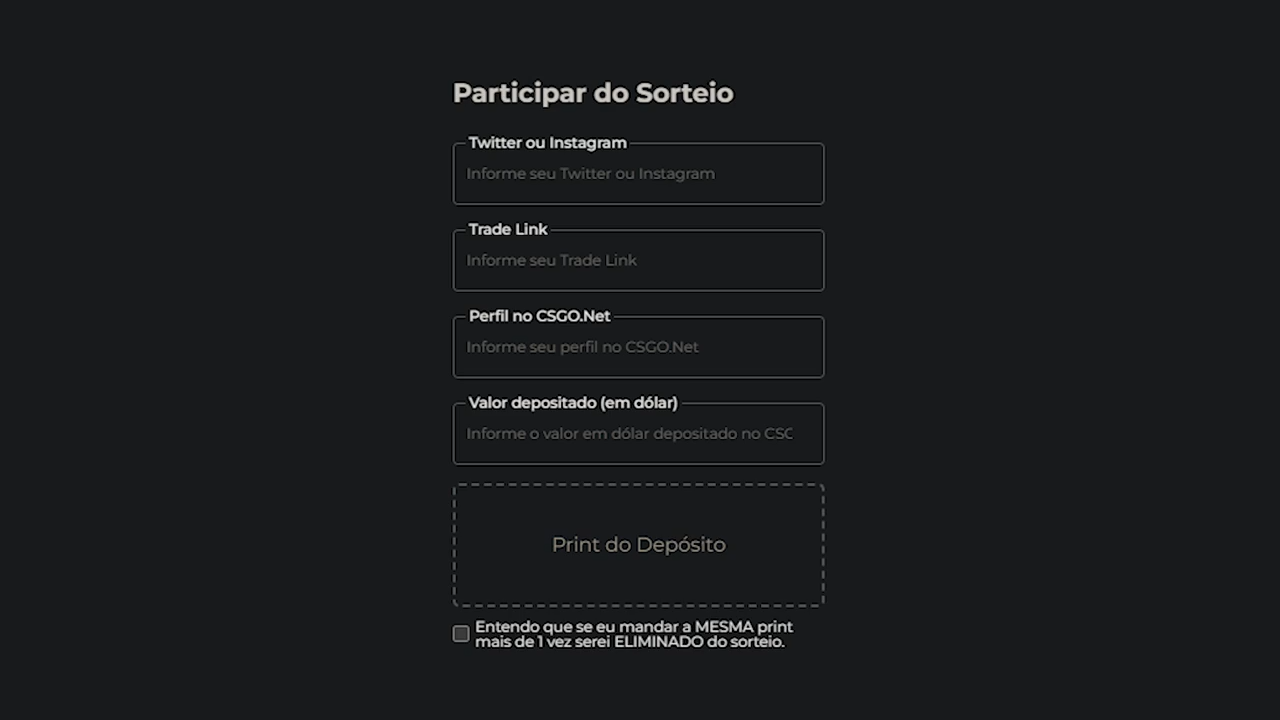 Participar do Sorteio
Twitter ou Instagram
Informe seu Twitter ou Instagram
Trade Link
Informe seu Trade Link
Perfil no CSGO.Net
Informe seu perfil no CSGO.Net
Valor depositado (em dólar)
Informe o valor em dólar depositado no CSG
Print do Depósito
Entendo que se eu mandar a MESMA print
mais de 1 vez serei ELIMINADO do sorteio.